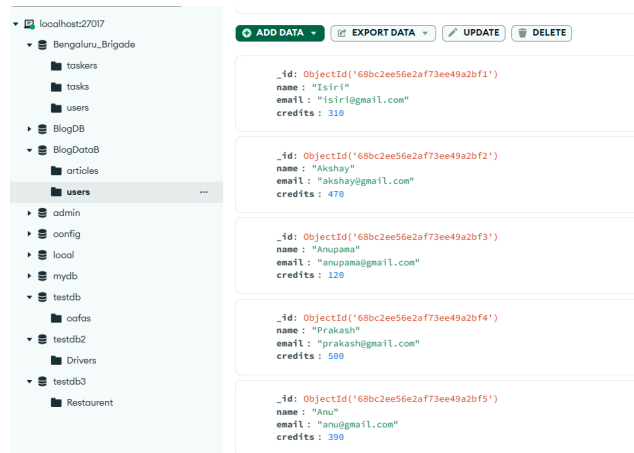 localhost:27017
Bengaluru_Brigade
taskers
tasks
users
BlogDB
BlogDataB
articles
users ...
admin
config
local
mydb
testdb
oafas
testdb2
Drivers
testdb3
Restaurent
ADD DATA EXPORT DATA UPDATE DELETE
_id: ObjectId('68bc2ee56e2af73ee49a2bf1')
name : "Isiri"
email : "isiri@gmail.com"
credits : 310
_id: ObjectId('68bc2ee56e2af73ee49a2bf2')
name : "Akshay"
email : "akshay@gmail.com"
credits : 470
_id: ObjectId('68bc2ee56e2af73ee49a2bf3')
name : "Anupama"
email : "anupama@gmail.com"
credits : 120
_id: ObjectId('68bc2ee56e2af73ee49a2bf4')
name : "Prakash"
email : "prakash@gmail.com"
credits : 500
_id: ObjectId('68bc2ee56e2af73ee49a2bf5')
name : "Anu"
email : "anu@gmail.com"
credits : 390